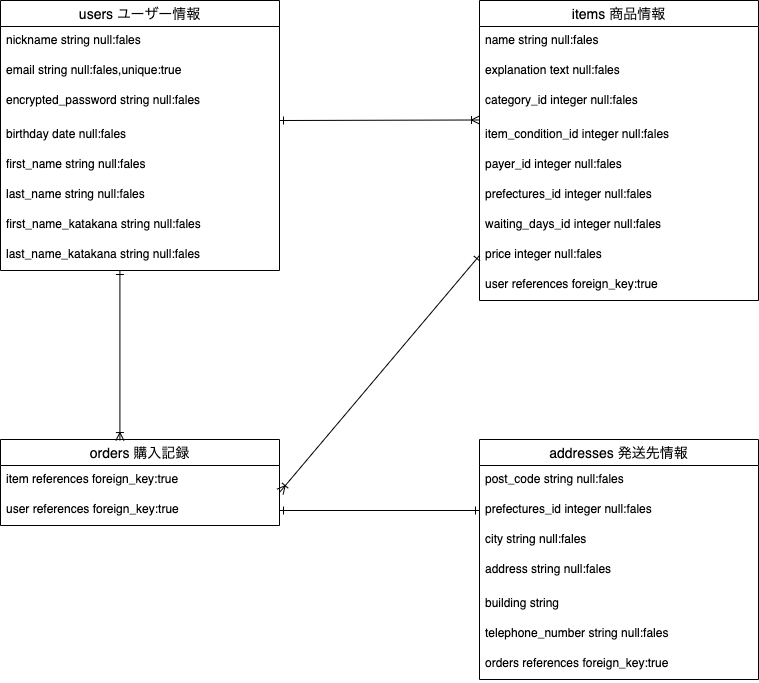 users ユーザー情報
nickname string null:fales
email string null:fales,unique:true
encrypted_password string null:fales
birthday date null:fales
first_name string null:fales
last_name string null:fales
first_name_katakana string null:fales
last_name_katakana string null:fales
items 商品情報
name string null:fales
explanation text null:fales
category_id integer null:fales
item_condition_id integer null:fales
payer_id integer null:fales
prefectures_id integer null:fales
waiting_days_id integer null:fales
price integer null:fales
user references foreign_key:true
orders 購入記録
item references foreign_key:true
user references foreign_key:true
addresses 発送先情報
post_code string null:fales
prefectures_id integer null:fales
city string null:fales
address string null:fales
building string
telephone_number string null:fales
orders references foreign_key:true